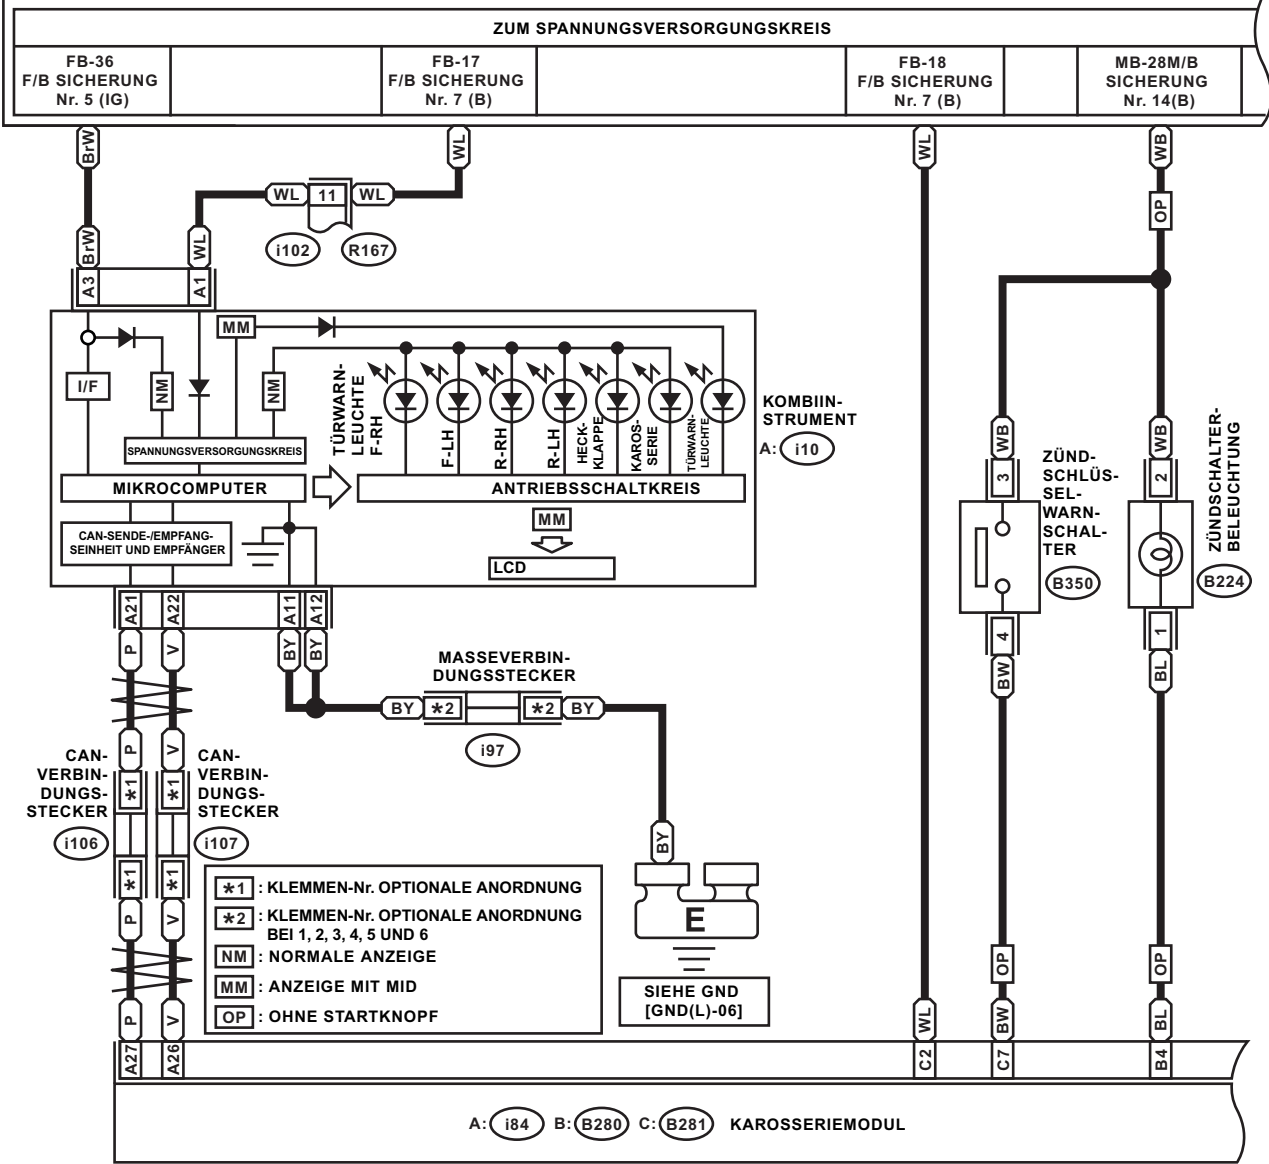 ZUM SPANNUNGSVERSORGUNGSKREIS
FB-36
F/B SICHERUNG
Nr. 5 (IG)
FB-17
F/B SICHERUNG
Nr. 7 (B)
FB-18
F/B SICHERUNG
Nr. 7 (B)
MB-28M/B
SICHERUNG
Nr. 14(B)
BrW
WL
WL
WB
WL
11
WL
OP
i102
R167
BrW
WL
A3
A1
MM
I/F
NM
NM
TÜRWARN-
LEUCHTE
F-RH
F-LH
R-RH
R-LH
HECK-
KLAPPE
KAROS-
SERIE
TÜRWARN-
LEUCHTE
KOMBIIN-
STRUMENT
A: i10
SPANNUNGSVERSORGUNGSKREIS
MIKROCOMPUTER
ANTRIEBSSCHALTKREIS
CAN-SENDE-/EMPFANG-
SEINHEIT UND EMPFÄNGER
MM
LCD
WB
3
ZÜND-
SCHLÜS-
SEL-
WARN-
SCHAL-
TER
B350
4
BW
WB
2
ZÜNDSCHALTER-
BELEUCHTUNG
B224
1
BL
A21
A22
A11
A12
P
V
BY
BY
MASSEVERBIN-
DUNGSSTECKER
BY
*2
*2
BY
i97
P
V
CAN-
VERBIN-
DUNGS-
STECKER
i106
*1
*1
CAN-
VERBIN-
DUNGS-
STECKER
i107
*1
*1
P
V
BY
E
SIEHE GND
[GND(L)-06]
*1 : KLEMMEN-Nr. OPTIONALE ANORDNUNG
*2 : KLEMMEN-Nr. OPTIONALE ANORDNUNG
BEI 1, 2, 3, 4, 5 UND 6
NM : NORMALE ANZEIGE
MM : ANZEIGE MIT MID
OP : OHNE STARTKNOPF
OP
OP
P
V
WL
BW
BL
A27
A26
C2
C7
B4
A: i84 B: B280 C: B281 KAROSSERIEMODUL